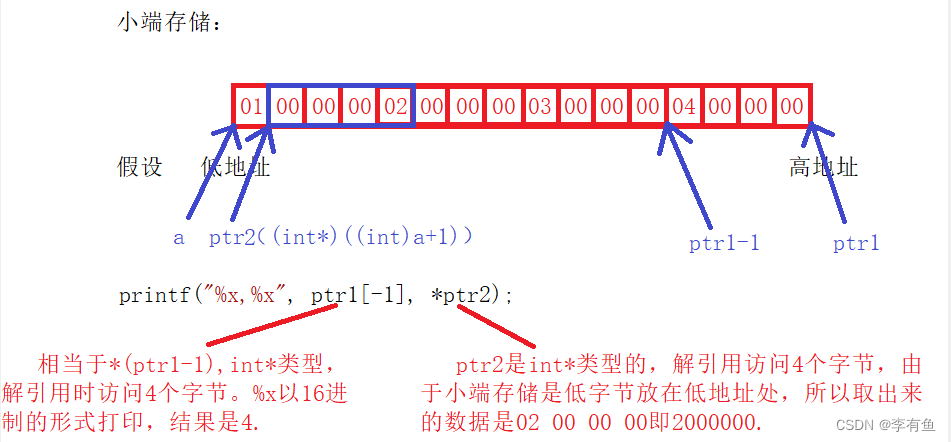 小端存储：
01 00 00 00 02 00 00 00 03 00 00 00 04 00 00 00
假设 低地址 高地址
a ptr2((int*)((int)a+1)) ptr1-1 ptr1
printf("%x,%x", ptr1[-1], *ptr2);
相当于*(ptr1-1),int*类型，
解引用时访问4个字节。%x以16进
制的形式打印，结果是4.
ptr2是int*类型的，解引用访问4个字节，由
于小端存储是低字节放在低地址处，所以取出来
的数据是02 00 00 00即2000000.
CSDN @李有鱼